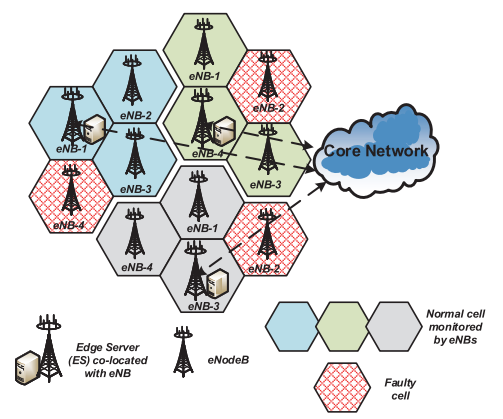 eNB-1
eNB-2
eNB-2
eNB-1
eNB-4
Core Network
eNB-3
eNB-3
eNB-4
eNB-1
eNB-4
eNB-2
eNB-3
Normal cell
monitored
by eNBs
Edge Server
(ES) co-located
with eNB
eNodeB
Faulty
cell